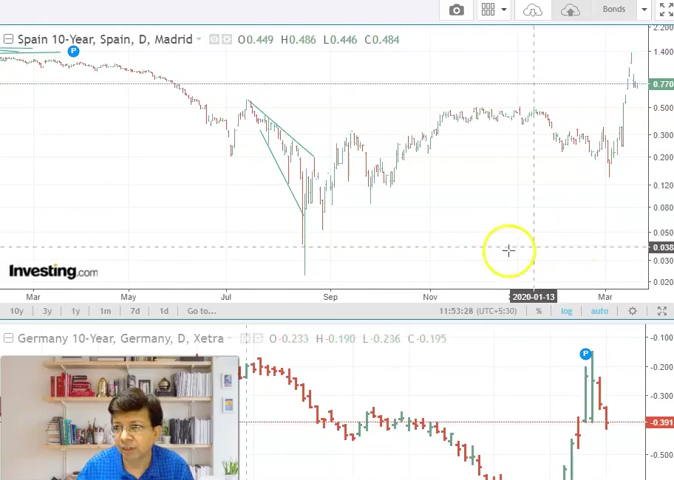 Bonds
Spain 10-Year, Spain, D, Madrid O0.449 H0.486 L0.446 C0.484
P
2.200
1.400
0.770
0.500
0.300
0.200
0.120
0.080
0.050
0.038
0.030
0.020
Investing.com
Mar May Jul Sep Nov 2020-01-13 Mar
10y 3y 1y 1m 7d 1d Go to... 11:53:28 (UTC+5:30) % log auto
Germany 10-Year, Germany, D, Xetra O-0.233 H-0.190 L-0.236 C-0.195
P
-0.100
-0.200
-0.300
-0.391
-0.500